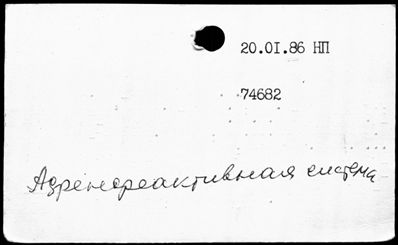 20.01.86 НП
74682
Адренореактивная система